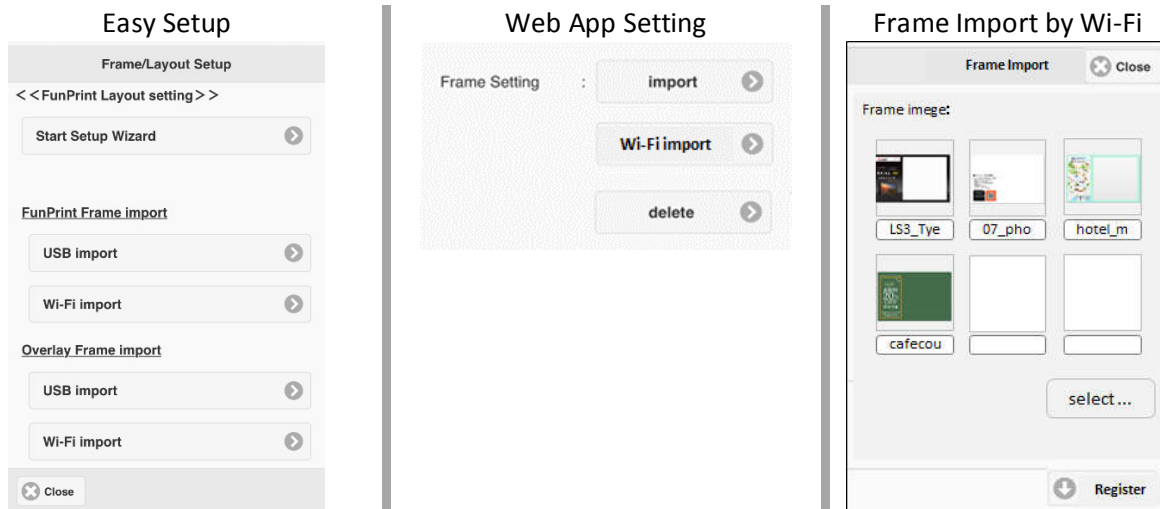 Easy Setup
Frame/Layout Setup
<<FunPrint Layout setting>>
Start Setup Wizard
FunPrint Frame import
USB import
Wi-Fi import
Overlay Frame import
USB import
Wi-Fi import
Close
Web App Setting
Frame Setting : import
Wi-Fi import
delete
Frame Import by Wi-Fi
Frame Import Close
Frame imege:
LS3_Tye 07_pho hotel_m
cafecou
select...
Register